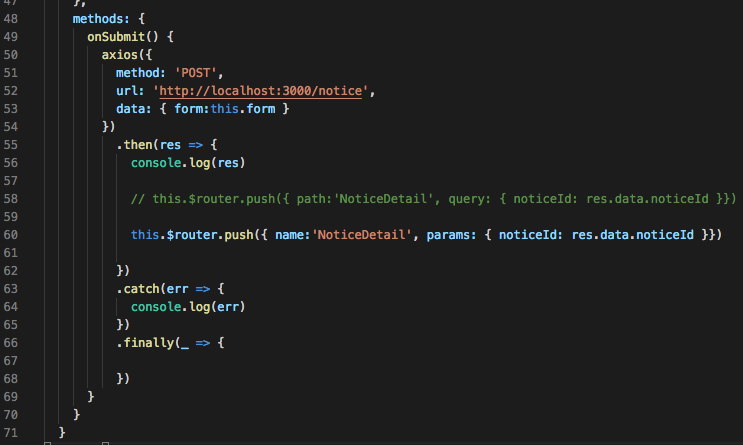 47 },
48 methods: {
49 onSubmit() {
50 axios({
51 method: 'POST',
52 url: 'http://localhost:3000/notice',
53 data: { form:this.form }
54 })
55 .then(res => {
56 console.log(res)
57
58 // this.$router.push({ path:'NoticeDetail', query: { noticeId: res.data.noticeId }})
59
60 this.$router.push({ name:'NoticeDetail', params: { noticeId: res.data.noticeId }})
61
62 })
63 .catch(err => {
64 console.log(err)
65 })
66 .finally(_ => {
67
68 })
69 }
70 }
71 }